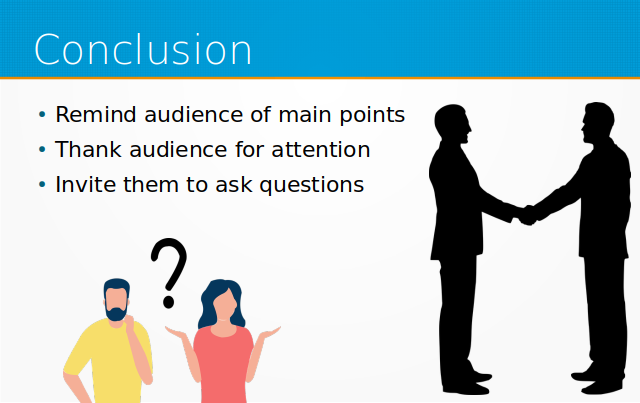 Conclusion
• Remind audience of main points
• Thank audience for attention
• Invite them to ask questions
?